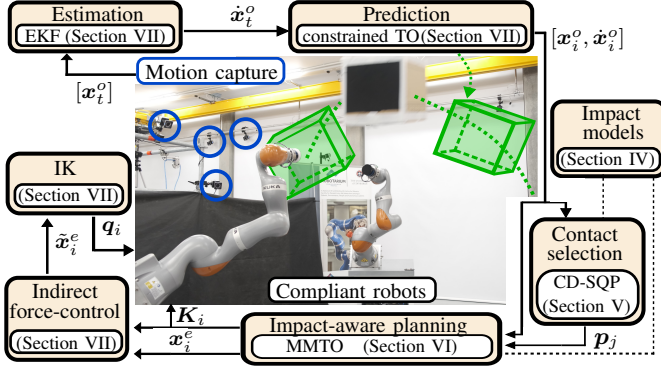 Estimation
EKF (Section VII)
ẋ_t^o
Prediction
constrained TO(Section VII)
[x_i^o, ẋ_i^o]
[x_t^o]
Motion capture
Impact
models
(Section IV)
IK
(Section VII)
x̃_i^e
q_i
KUKA
Contact
selection
CD-SQP
(Section V)
Indirect
force-control
(Section VII)
Compliant robots
K_i
x_i^e
Impact-aware planning
MMTO (Section VI)
p_j